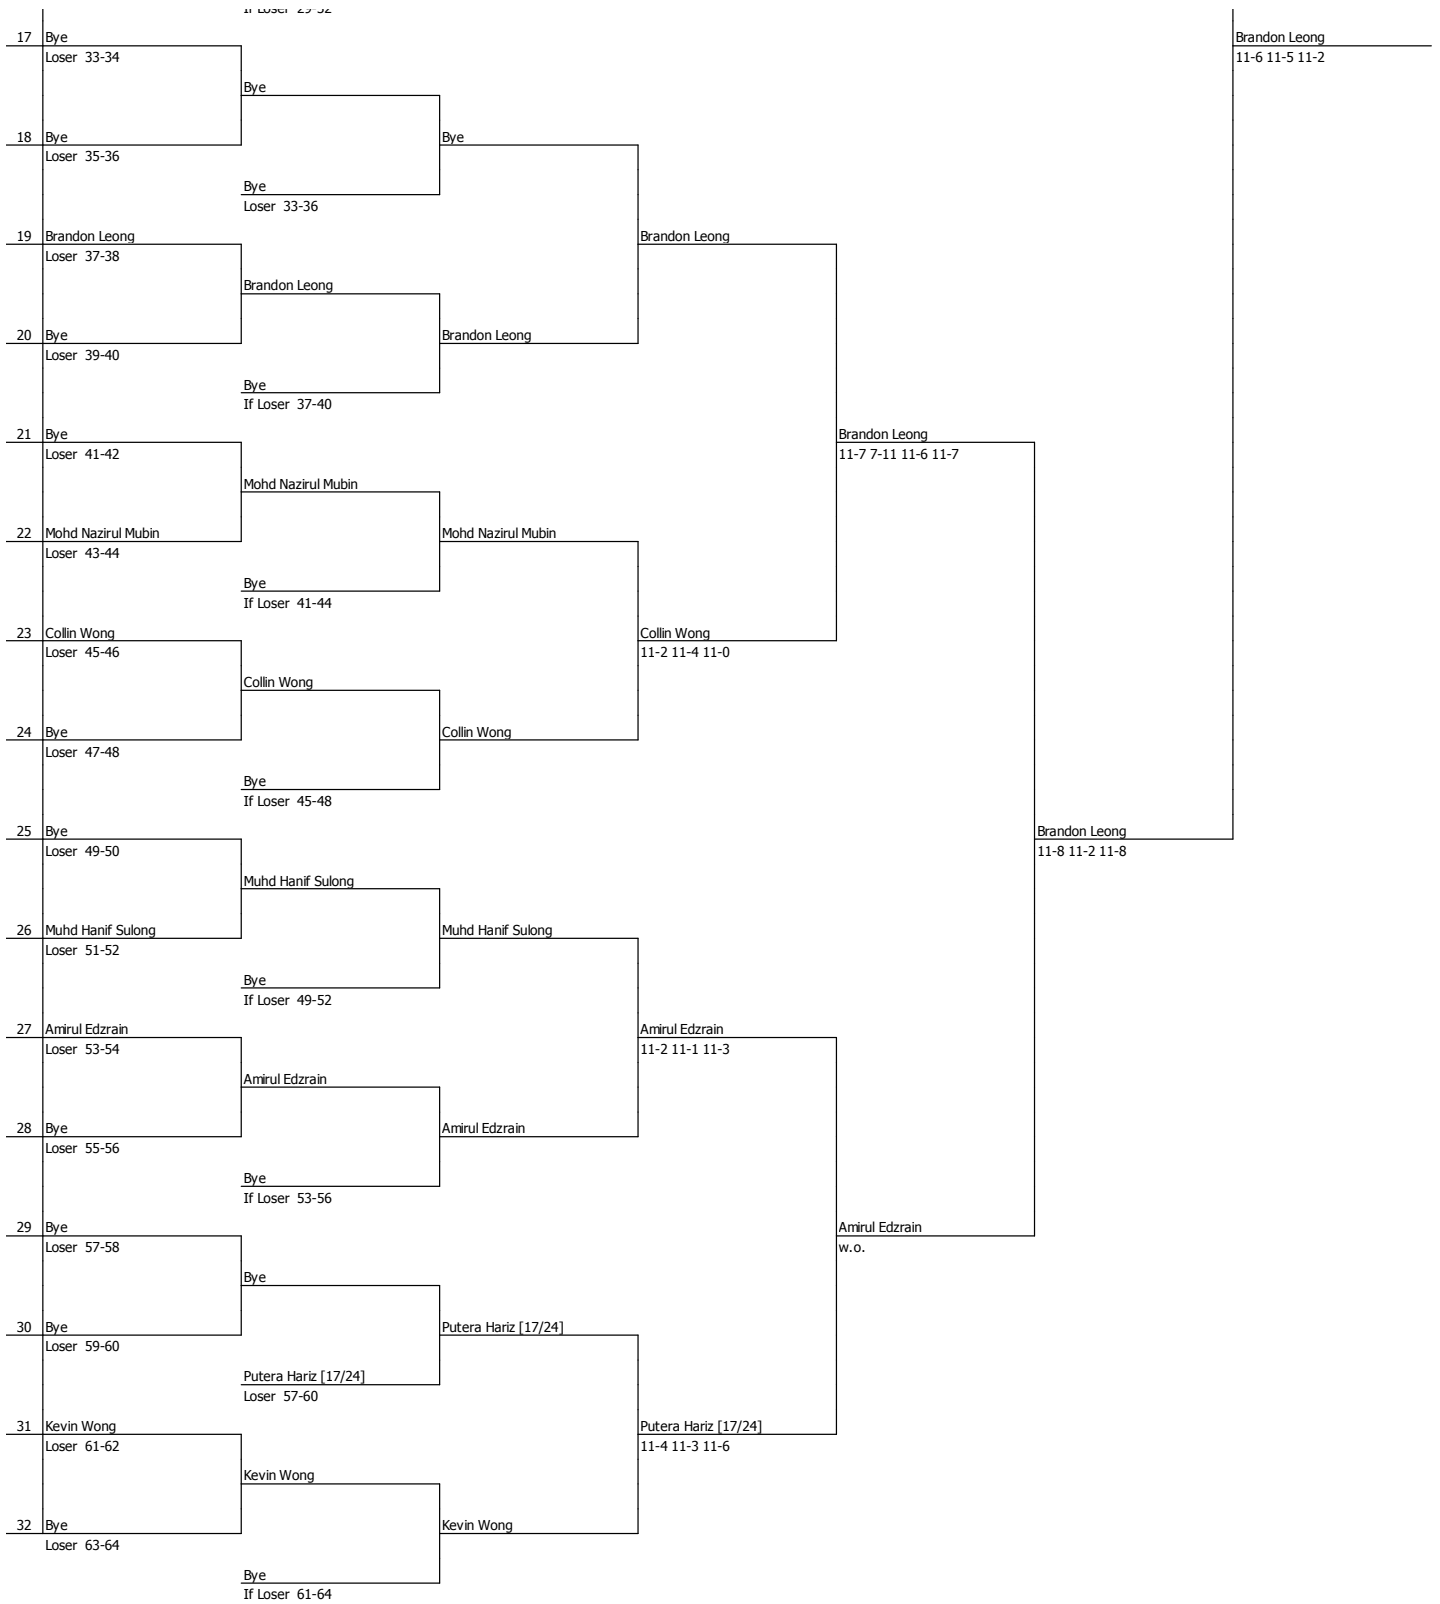 If Loser 29-32
17 Bye
Brandon Leong
Loser 33-34
11-6 11-5 11-2
Bye
18 Bye
Bye
Loser 35-36
Bye
Loser 33-36
19 Brandon Leong
Brandon Leong
Loser 37-38
Brandon Leong
20 Bye
Brandon Leong
Loser 39-40
Bye
If Loser 37-40
21 Bye
Brandon Leong
Loser 41-42
11-7 7-11 11-6 11-7
Mohd Nazirul Mubin
22 Mohd Nazirul Mubin
Mohd Nazirul Mubin
Loser 43-44
Bye
If Loser 41-44
23 Collin Wong
Collin Wong
Loser 45-46
11-2 11-4 11-0
Collin Wong
24 Bye
Collin Wong
Loser 47-48
Bye
If Loser 45-48
25 Bye
Brandon Leong
Loser 49-50
11-8 11-2 11-8
Muhd Hanif Sulong
26 Muhd Hanif Sulong
Muhd Hanif Sulong
Loser 51-52
Bye
If Loser 49-52
27 Amirul Edzrain
Amirul Edzrain
Loser 53-54
11-2 11-1 11-3
Amirul Edzrain
28 Bye
Amirul Edzrain
Loser 55-56
Bye
If Loser 53-56
29 Bye
Amirul Edzrain
Loser 57-58
w.o.
Bye
30 Bye
Putera Hariz [17/24]
Loser 59-60
Putera Hariz [17/24]
Loser 57-60
31 Kevin Wong
Putera Hariz [17/24]
Loser 61-62
11-4 11-3 11-6
Kevin Wong
32 Bye
Kevin Wong
Loser 63-64
Bye
If Loser 61-64